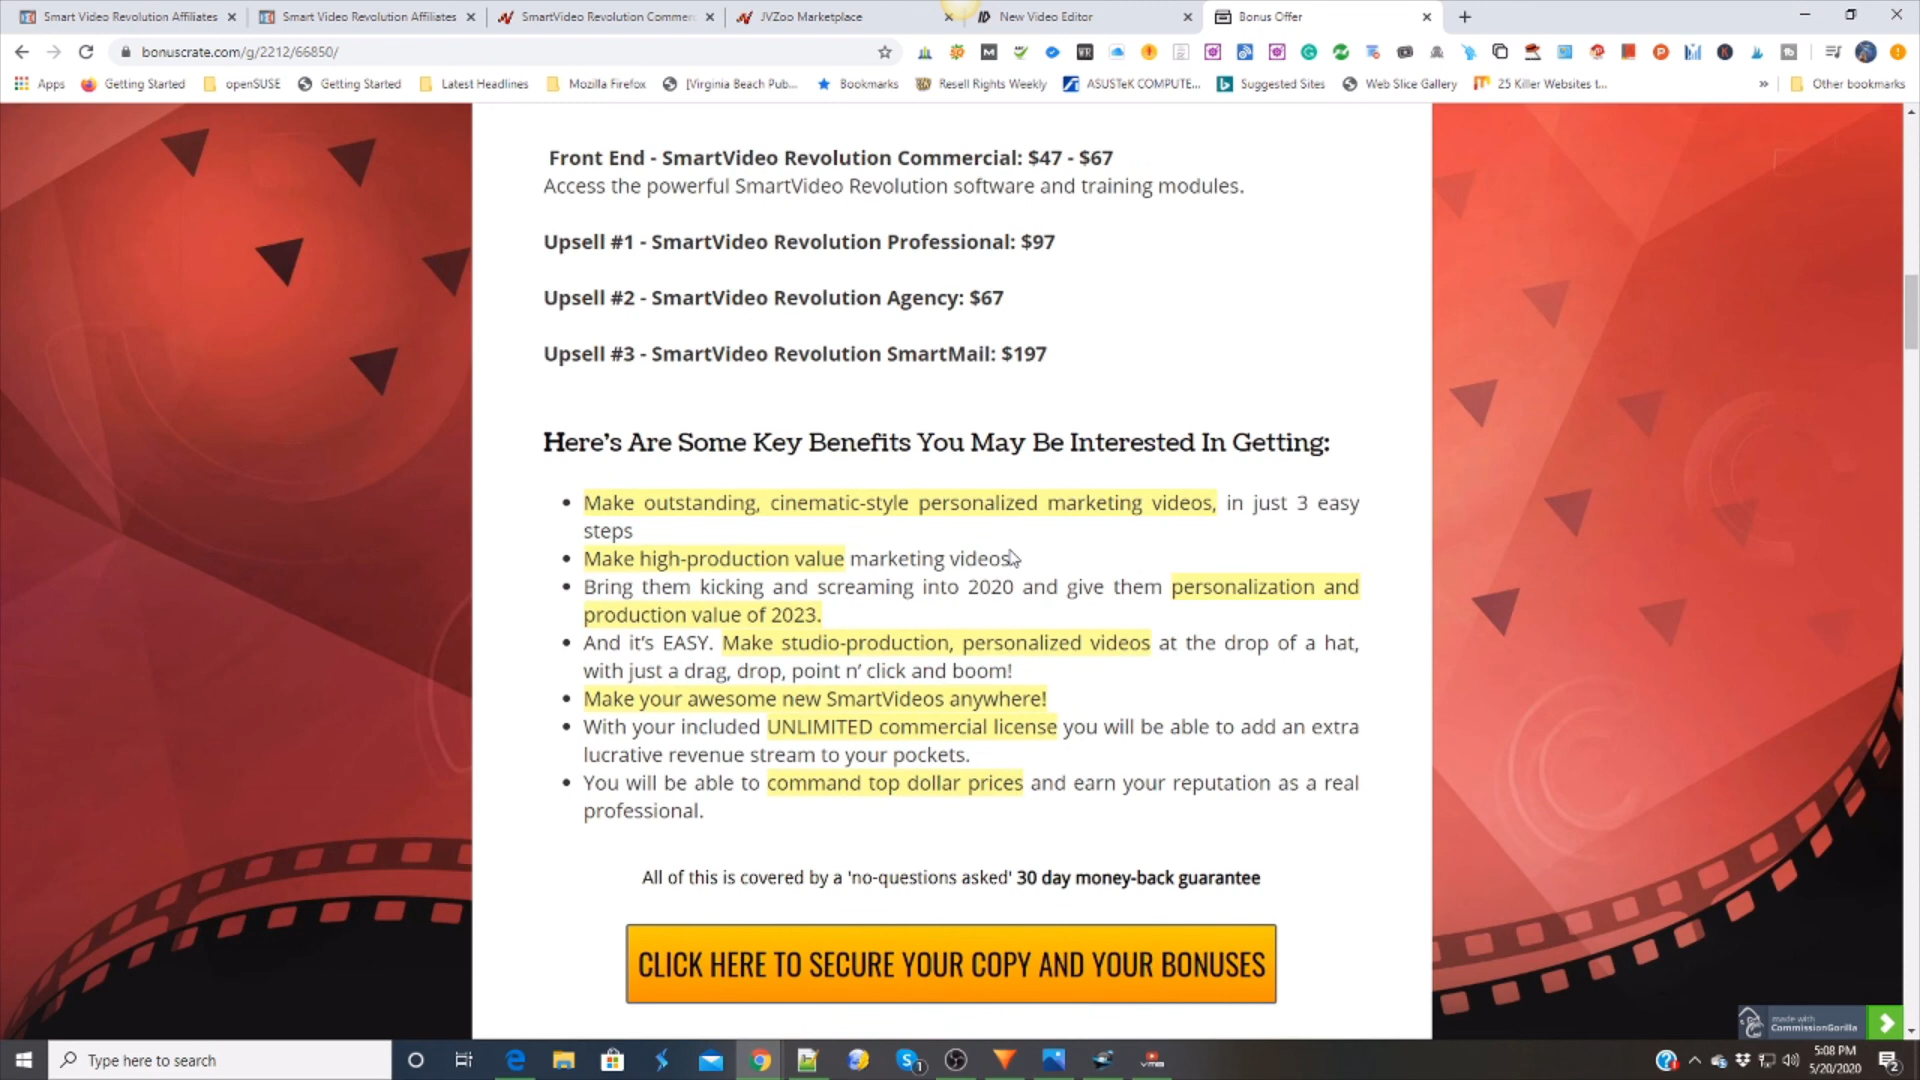 Smart Video Revolution Affiliates
Smart Video Revolution Affiliates
SmartVideo Revolution Commer
JVZoo Marketplace
New Video Editor
Bonus Offer
bonuscrate.com/g/2212/66850/
Apps
Getting Started
openSUSE
Getting Started
Latest Headlines
Mozilla Firefox
[Virginia Beach Pub...
Bookmarks
Resell Rights Weekly
ASUSTeK COMPUTE...
Suggested Sites
Web Slice Gallery
25 Killer Websites t...
»
Other bookmarks
Front End - SmartVideo Revolution Commercial: $47 - $67
Access the powerful SmartVideo Revolution software and training modules.
Upsell #1 - SmartVideo Revolution Professional: $97
Upsell #2 - SmartVideo Revolution Agency: $67
Upsell #3 - SmartVideo Revolution SmartMail: $197
Here's Are Some Key Benefits You May Be Interested In Getting:
• Make outstanding, cinematic-style personalized marketing videos, in just 3 easy
steps
• Make high-production value marketing videos
• Bring them kicking and screaming into 2020 and give them personalization and
production value of 2023.
• And it's EASY. Make studio-production, personalized videos at the drop of a hat,
with just a drag, drop, point n' click and boom!
• Make your awesome new SmartVideos anywhere!
• With your included UNLIMITED commercial license you will be able to add an extra
lucrative revenue stream to your pockets.
• You will be able to command top dollar prices and earn your reputation as a real
professional.
All of this is covered by a 'no-questions asked' 30 day money-back guarantee
CLICK HERE TO SECURE YOUR COPY AND YOUR BONUSES
made with
CommissionGorilla
Type here to search
5:08 PM
5/20/2020